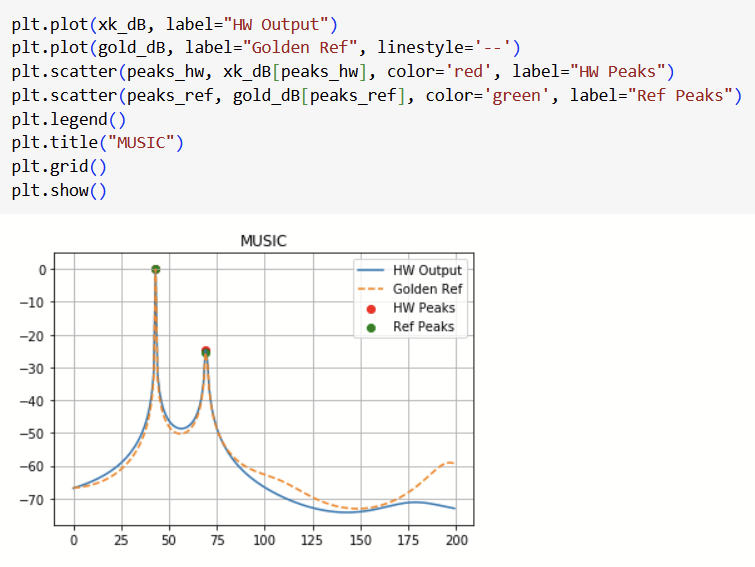 plt.plot(xk_dB, label="HW Output")
plt.plot(gold_dB, label="Golden Ref", linestyle='--')
plt.scatter(peaks_hw, xk_dB[peaks_hw], color='red', label="HW Peaks")
plt.scatter(peaks_ref, gold_dB[peaks_ref], color='green', label="Ref Peaks")
plt.legend()
plt.title("MUSIC")
plt.grid()
plt.show()
MUSIC
HW Output
Golden Ref
HW Peaks
Ref Peaks
0
−10
−20
−30
−40
−50
−60
−70
0 25 50 75 100 125 150 175 200